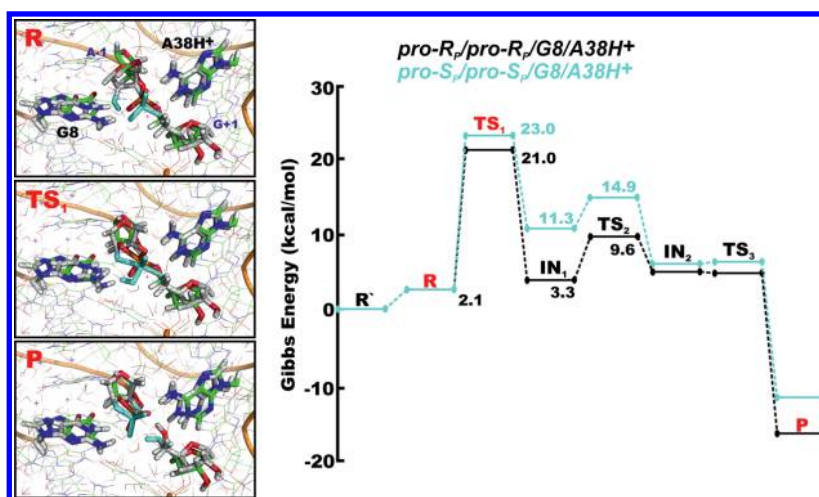 R
A-1
A38H+
G8
G+1
TS1
P
pro-RP/pro-RP/G8/A38H+
pro-SP/pro-SP/G8/A38H+
Gibbs Energy (kcal/mol)
30
20
10
0
-10
-20
R`
R
2.1
TS1
23.0
21.0
11.3
IN1
3.3
14.9
TS2
9.6
IN2
TS3
P